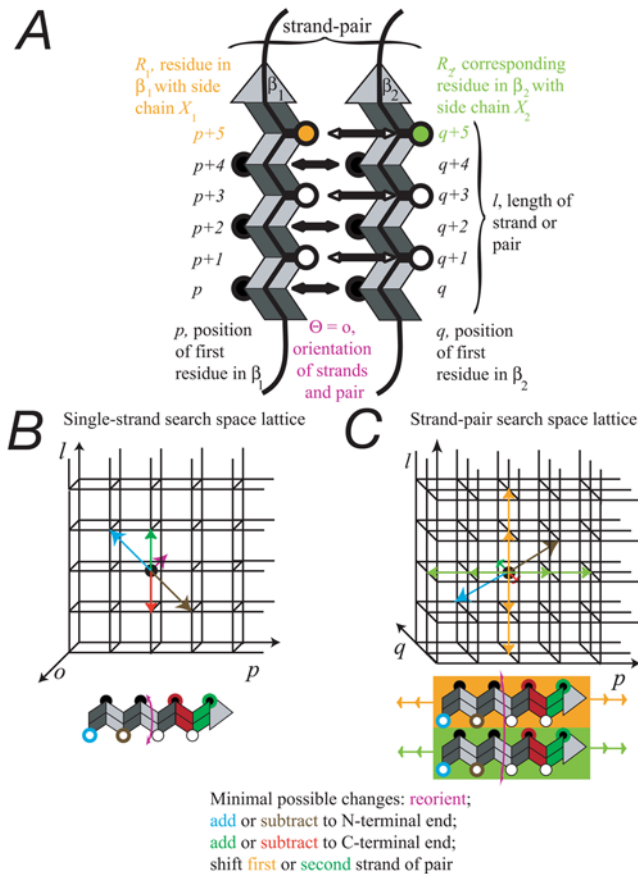 A
strand-pair
R1, residue in
β1 with side
chain X1
R2, corresponding
residue in β2 with
side chain X2
β1
β2
p+5
q+5
p+4
q+4
p+3
q+3
p+2
q+2
p+1
q+1
p
q
l, length of
strand or
pair
p, position
of first
residue in β1
Θ = o,
orientation
of strands
and pair
q, position
of first
residue in β2
B
Single-strand search space lattice
l
o
p
C
Strand-pair search space lattice
l
q
p
Minimal possible changes: reorient;
add or subtract to N-terminal end;
add or subtract to C-terminal end;
shift first or second strand of pair